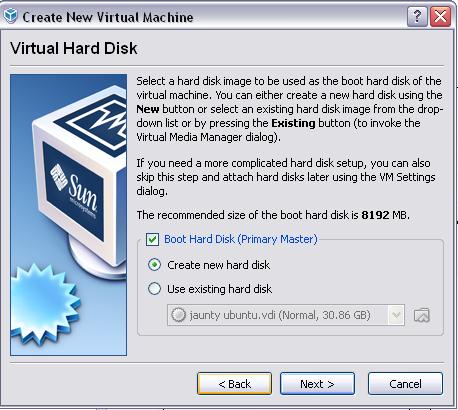 Create New Virtual Machine
Virtual Hard Disk
Select a hard disk image to be used as the boot hard disk of the
virtual machine. You can either create a new hard disk using the
New button or select an existing hard disk image from the drop-
down list or by pressing the Existing button (to invoke the
Virtual Media Manager dialog).
If you need a more complicated hard disk setup, you can also
skip this step and attach hard disks later using the VM Settings
dialog.
The recommended size of the boot hard disk is 8192 MB.
Boot Hard Disk (Primary Master)
Create new hard disk
Use existing hard disk
jaunty ubuntu.vdi (Normal, 30.86 GB)
Sun
microsystems
< Back
Next >
Cancel